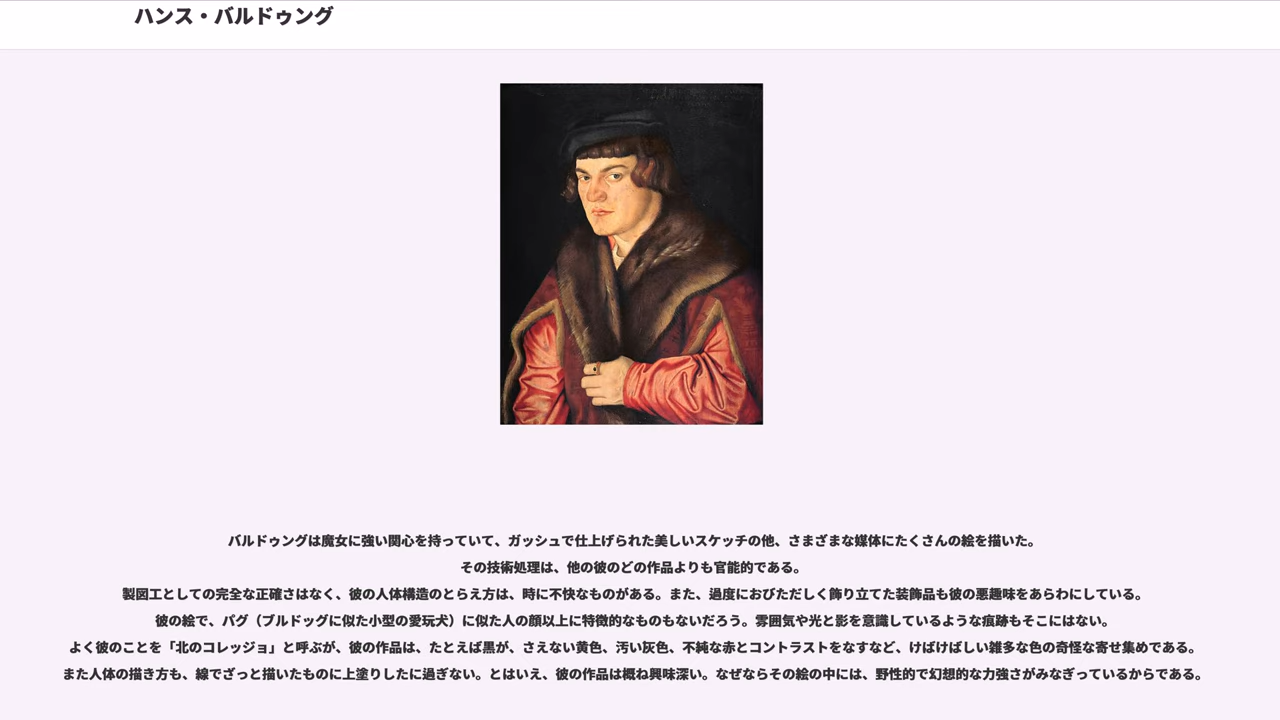 ハンス・バルドゥング
バルドゥングは魔女に強い関心を持っていて、ガッシュで仕上げられた美しいスケッチの他、さまざまな媒体にたくさんの絵を描いた。
その技術処理は、他の彼のどの作品よりも官能的である。
製図工としての完全な正確さはなく、彼の人体構造のとらえ方は、時に不快なものがある。また、過度におびただしく飾り立てた装飾品も彼の悪趣味をあらわにしている。
彼の絵で、パグ（ブルドッグに似た小型の愛玩犬）に似た人の顔以上に特徴的なものもないだろう。雰囲気や光と影を意識しているような痕跡もそこにはない。
よく彼のことを「北のコレッジョ」と呼ぶが、彼の作品は、たとえば黒が、さえない黄色、汚い灰色、不純な赤とコントラストをなすなど、けばけばしい雑多な色の奇怪な寄せ集めである。
また人体の描き方も、線でざっと描いたものに上塗りしたに過ぎない。とはいえ、彼の作品は概ね興味深い。なぜならその絵の中には、野性的で幻想的な力強さがみなぎっているからである。